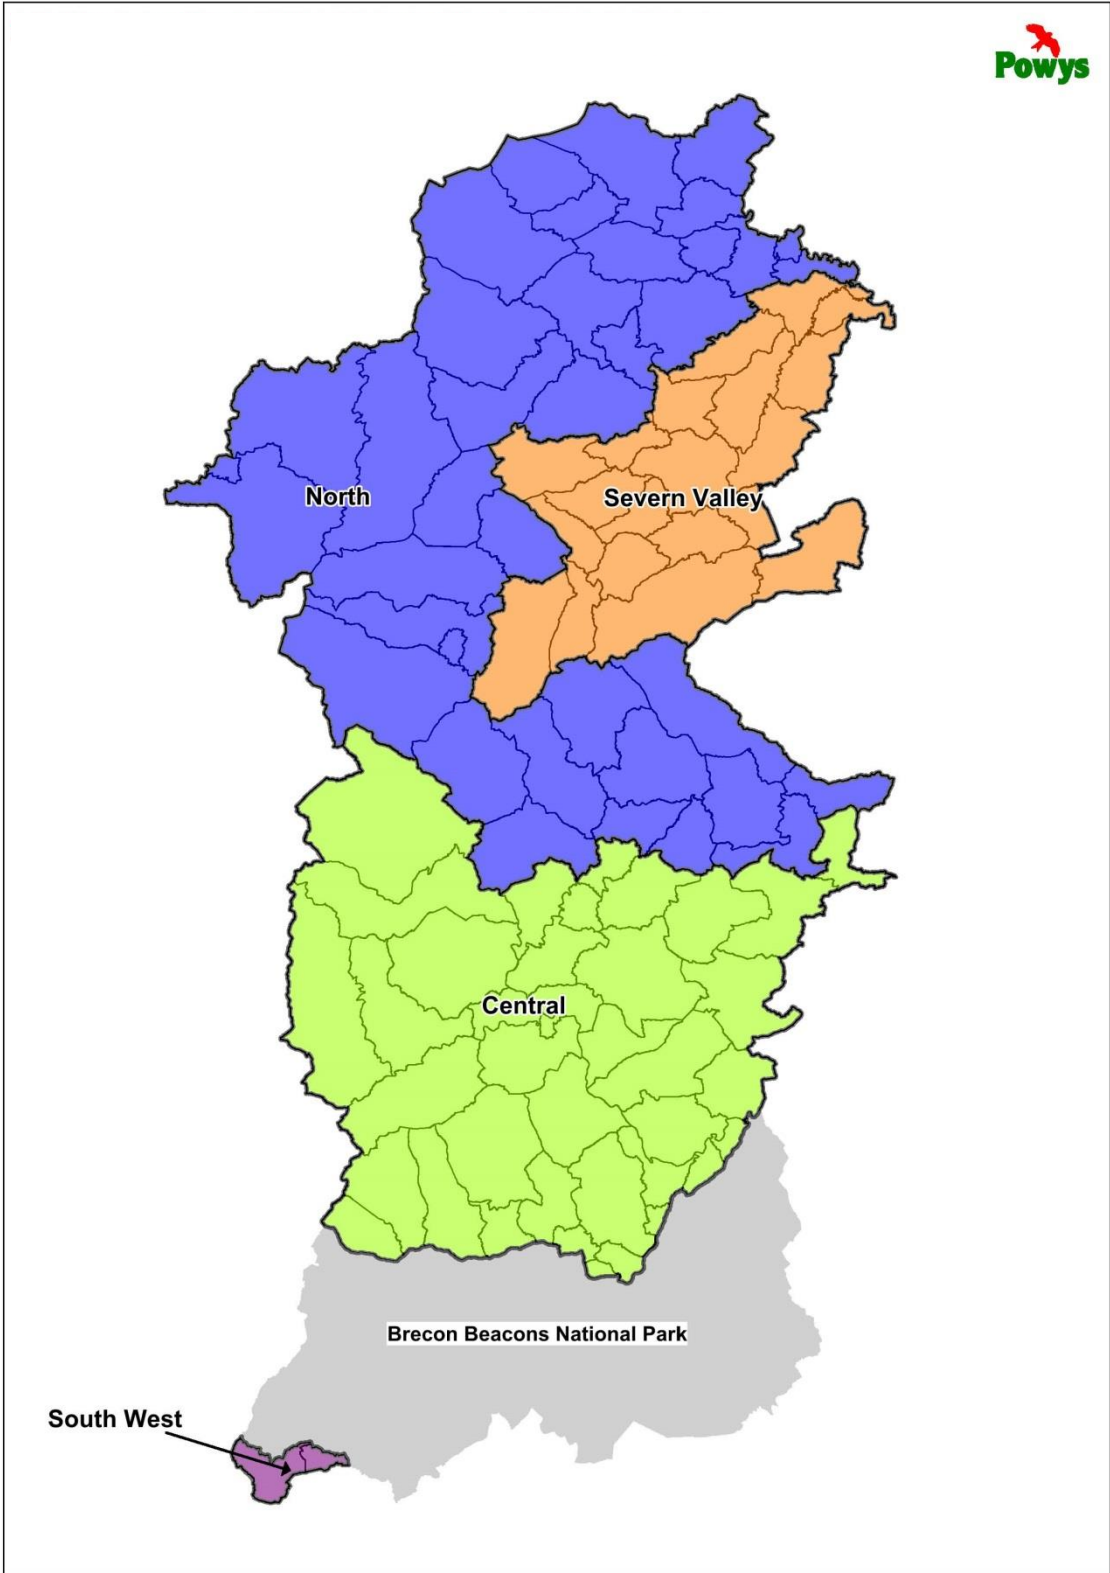 Powys
North
Severn Valley
Central
Brecon Beacons National Park
South West